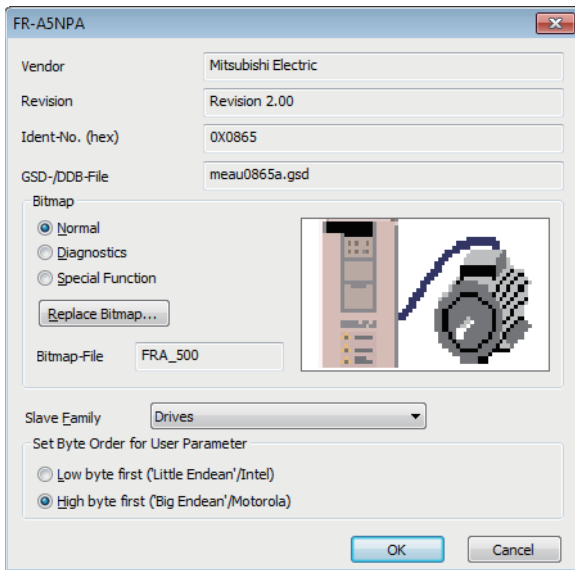 FR-A5NPA
Vendor Mitsubishi Electric
Revision Revision 2.00
Ident-No. (hex) 0X0865
GSD-/DDB-File meau0865a.gsd
Bitmap
Normal
Diagnostics
Special Function
Replace Bitmap...
Bitmap-File FRA_500
Slave Family Drives
Set Byte Order for User Parameter
Low byte first ('Little Endean'/Intel)
High byte first ('Big Endean'/Motorola)
OK Cancel